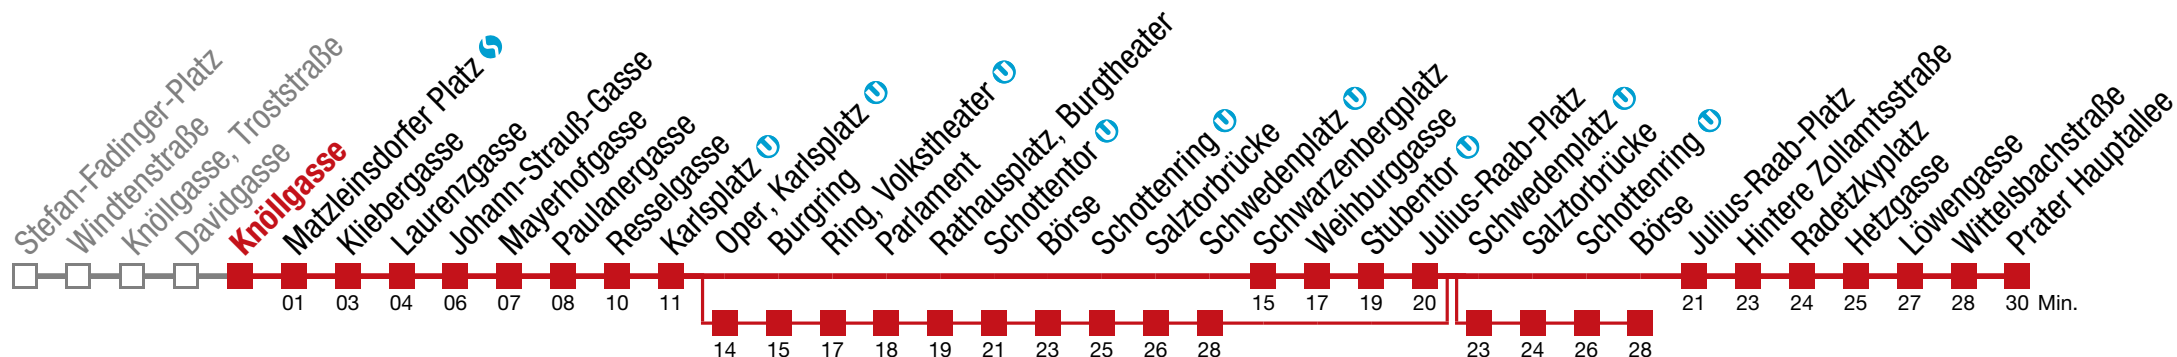 Stefan-Fadinger-Platz
Windtenstraße
Knöllgasse, Troststraße
Davidgasse
Knöllgasse
Matzleinsdorfer Platz
Kliebergasse
Laurenzgasse
Johann-Strauß-Gasse
Mayerhofgasse
Paulanergasse
Resselgasse
Karlsplatz U
Oper, Karlsplatz U
Burgring
Ring, Volkstheater U
Parlament
Rathausplatz, Burgtheater
Schottentor U
Börse
Schottenring U
Salztorbrücke
Schwedenplatz U
Schwarzenbergplatz
Weihburggasse
Stubentor U
Julius-Raab-Platz
Schwedenplatz U
Salztorbrücke
Schottenring U
Börse
Julius-Raab-Platz
Hintere Zollamtsstraße
Radetzkyplatz
Hetzgasse
Löwengasse
Wittelsbachstraße
Prater Hauptallee
01 03 04 06 07 08 10 11 15 17 19 20 21 23 24 25 27 28 30 Min.
14 15 17 18 19 21 23 25 26 28 23 24 26 28